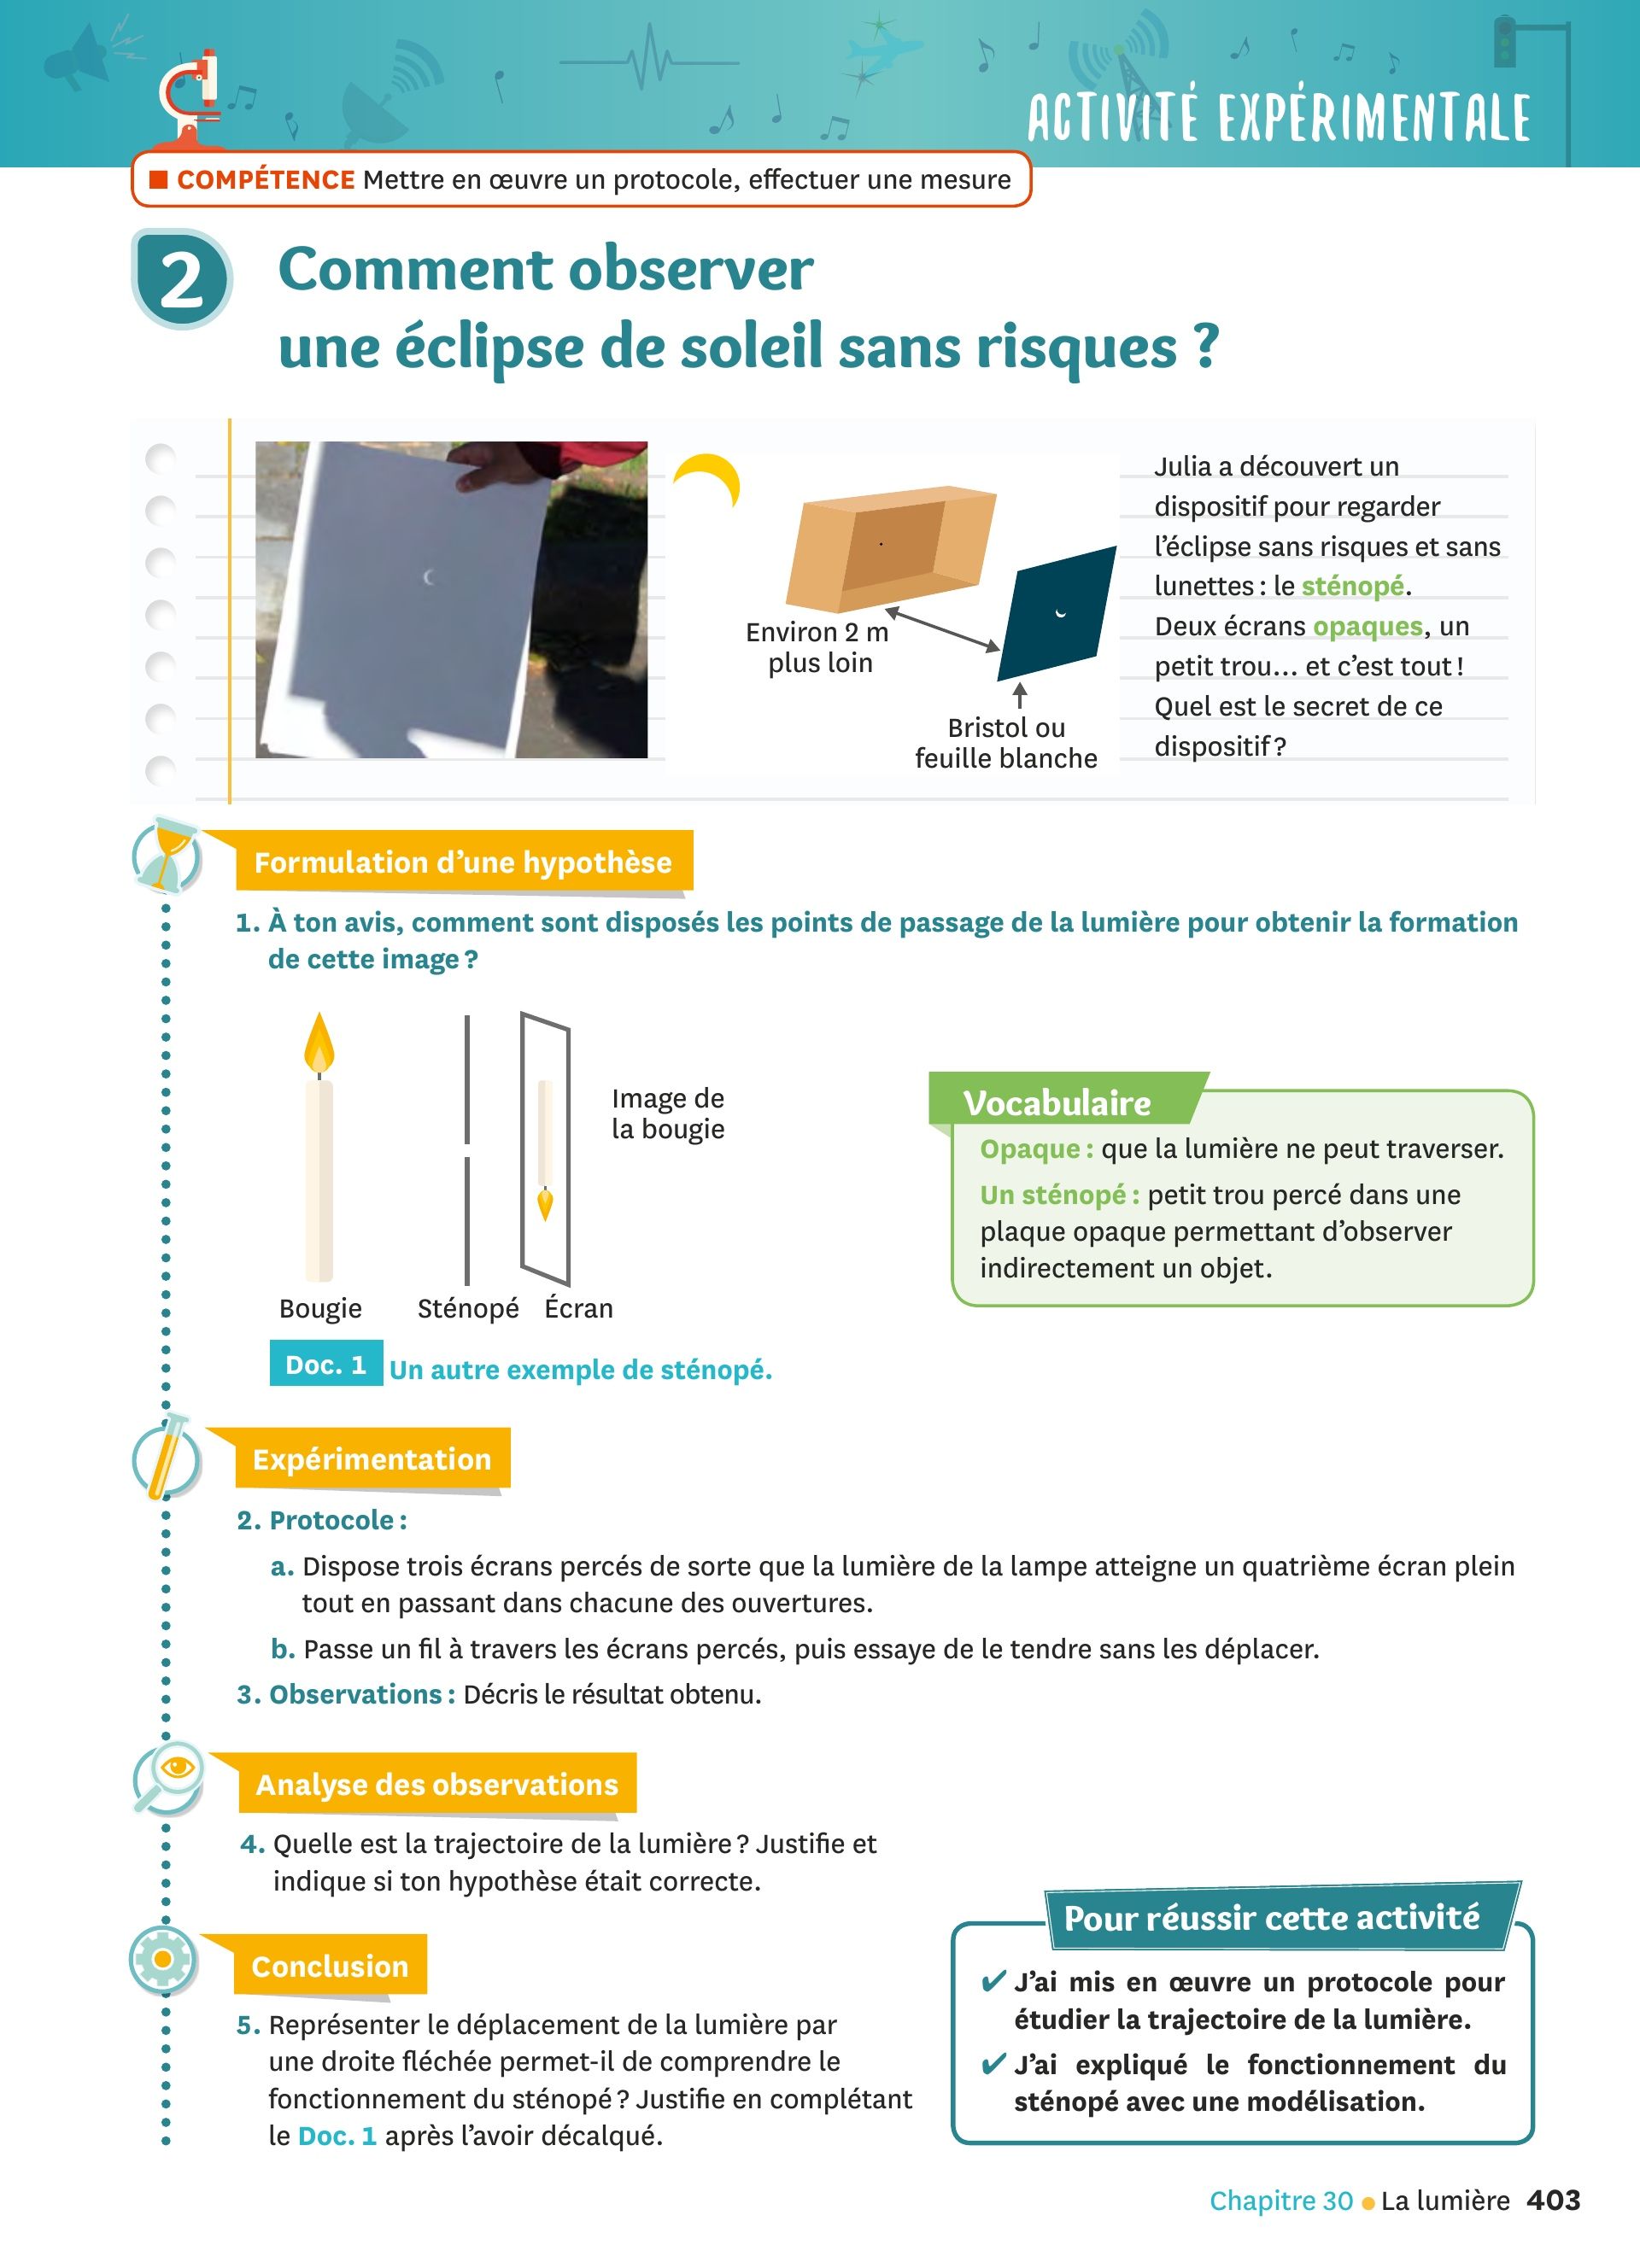 ACTIVITÉ EXPÉRIMENTALE
■ COMPÉTENCE Mettre en œuvre un protocole, effectuer une mesure
2
Comment observer
une éclipse de soleil sans risques ?
Environ 2 m
plus loin
Bristol ou
feuille blanche
Julia a découvert un
dispositif pour regarder
l'éclipse sans risques et sans
lunettes : le sténopé.
Deux écrans opaques, un
petit trou… et c'est tout !
Quel est le secret de ce
dispositif ?
Formulation d'une hypothèse
1. À ton avis, comment sont disposés les points de passage de la lumière pour obtenir la formation
de cette image ?
Image de
la bougie
Bougie
Sténopé
Écran
Doc. 1 Un autre exemple de sténopé.
Vocabulaire
Opaque : que la lumière ne peut traverser.
Un sténopé : petit trou percé dans une
plaque opaque permettant d'observer
indirectement un objet.
Expérimentation
2. Protocole :
a. Dispose trois écrans percés de sorte que la lumière de la lampe atteigne un quatrième écran plein
tout en passant dans chacune des ouvertures.
b. Passe un fil à travers les écrans percés, puis essaye de le tendre sans les déplacer.
3. Observations : Décris le résultat obtenu.
Analyse des observations
4. Quelle est la trajectoire de la lumière ? Justifie et
indique si ton hypothèse était correcte.
Conclusion
5. Représenter le déplacement de la lumière par
une droite fléchée permet-il de comprendre le
fonctionnement du sténopé ? Justifie en complétant
le Doc. 1 après l'avoir décalqué.
Pour réussir cette activité
✔ J'ai mis en œuvre un protocole pour
étudier la trajectoire de la lumière.
✔ J'ai expliqué le fonctionnement du
sténopé avec une modélisation.
Chapitre 30 • La lumière 403